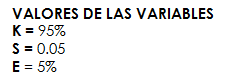 VALORES DE LAS VARIABLES
K = 95%
S = 0.05
E = 5%